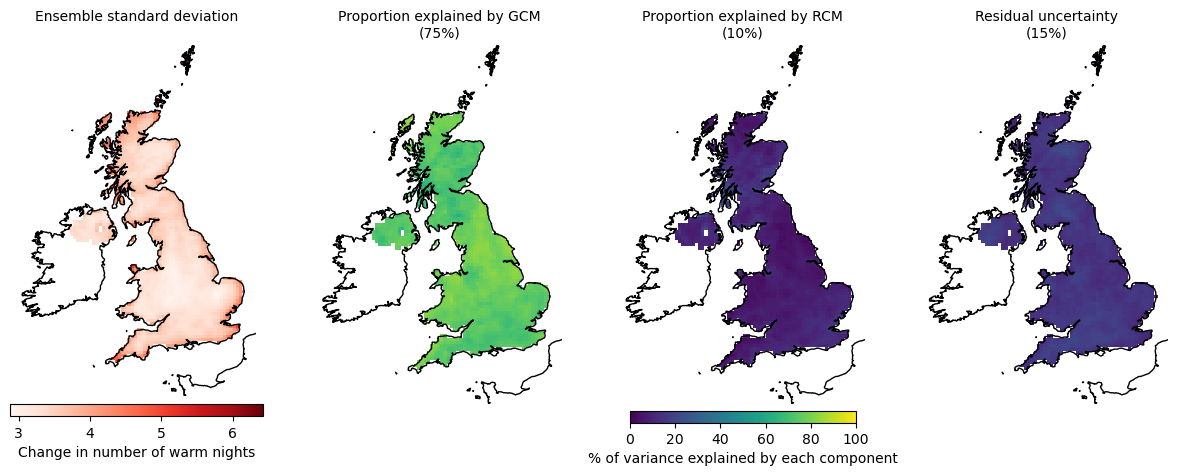 Ensemble standard deviation
Proportion explained by GCM
(75%)
Proportion explained by RCM
(10%)
Residual uncertainty
(15%)
3 4 5 6
Change in number of warm nights
0 20 40 60 80 100
% of variance explained by each component